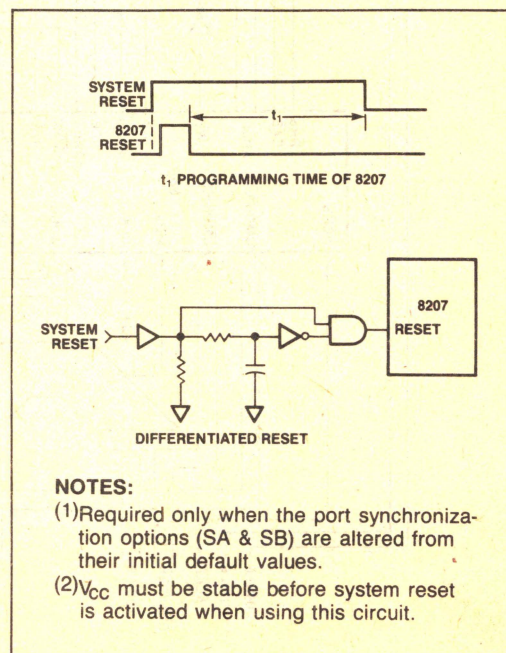 SYSTEM
RESET
8207
RESET
t₁
t₁ PROGRAMMING TIME OF 8207
8207
SYSTEM
RESET
RESET
DIFFERENTIATED RESET
NOTES:
(1)Required only when the port synchroniza-
tion options (SA & SB) are altered from
their initial default values.
(2)VCC must be stable before system reset
is activated when using this circuit.